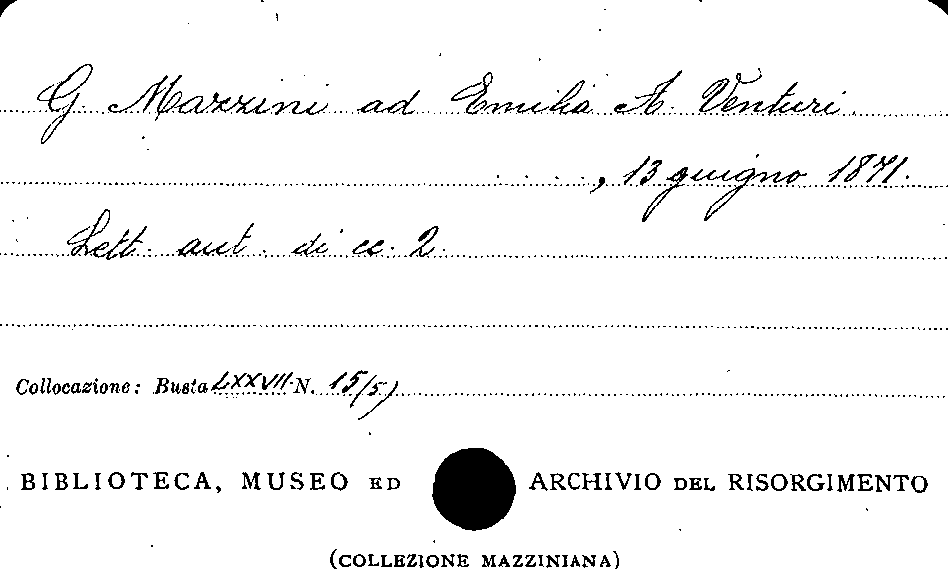 G. Mazzini ad Emilia A. Venturi.
....., 13 giugno 1871.
Lett. aut. di cc. 2.
Collocazione: Busta LXXVII. N. 15(5)
BIBLIOTECA, MUSEO ED ARCHIVIO DEL RISORGIMENTO
(COLLEZIONE MAZZINIANA)